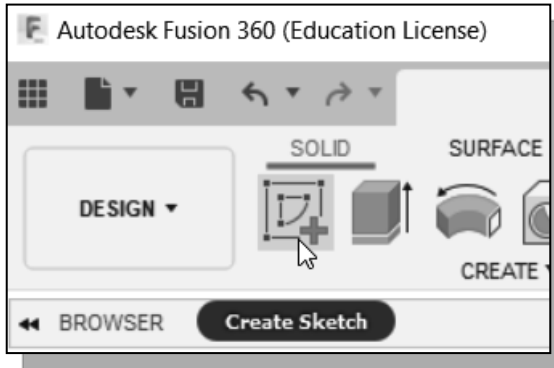 Autodesk Fusion 360 (Education License)
SOLID
SURFACE
DESIGN
CREATE
BROWSER
Create Sketch